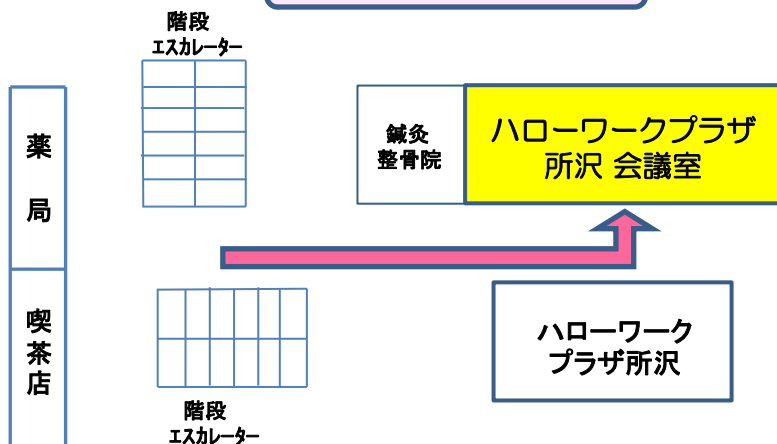 階段
エスカレーター
薬局
鍼灸
整骨院
ハローワークプラザ
所沢 会議室
喫茶店
ハローワーク
プラザ所沢
階段
エスカレーター